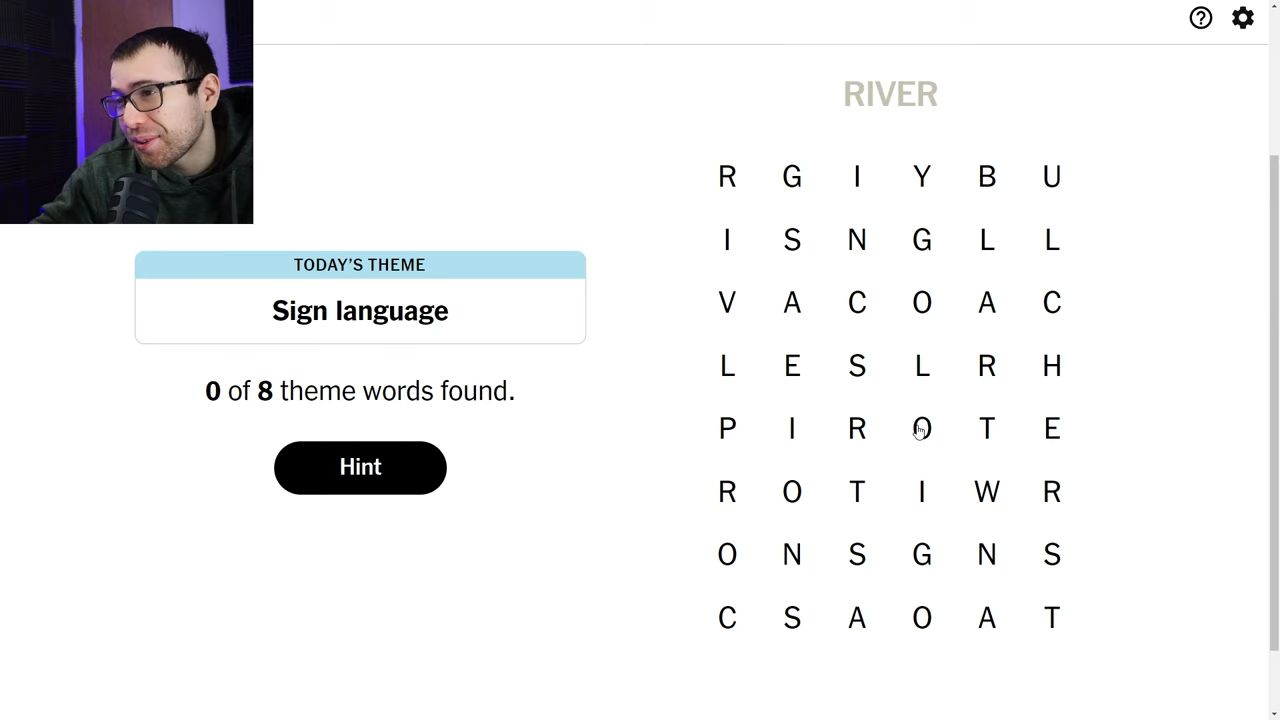 RIVER
R G I Y B U
I S N G L L
V A C O A C
L E S L R H
P I R O T E
R O T I W R
O N S G N S
C S A O A T
TODAY'S THEME
Sign language
0 of 8 theme words found.
Hint